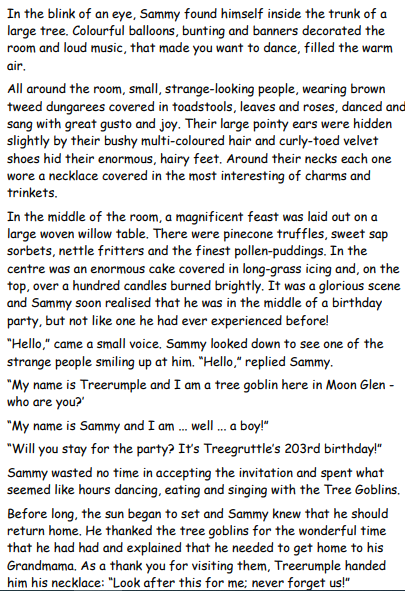 In the blink of an eye, Sammy found himself inside the trunk of a
large tree. Colourful balloons, bunting and banners decorated the
room and loud music, that made you want to dance, filled the warm
air.
All around the room, small, strange-looking people, wearing brown
tweed dungarees covered in toadstools, leaves and roses, danced and
sang with great gusto and joy. Their large pointy ears were hidden
slightly by their bushy multi-coloured hair and curly-toed velvet
shoes hid their enormous, hairy feet. Around their necks each one
wore a necklace covered in the most interesting of charms and
trinkets.
In the middle of the room, a magnificent feast was laid out on a
large woven willow table. There were pinecone truffles, sweet sap
sorbets, nettle fritters and the finest pollen-puddings. In the
centre was an enormous cake covered in long-grass icing and, on the
top, over a hundred candles burned brightly. It was a glorious scene
and Sammy soon realised that he was in the middle of a birthday
party, but not like one he had ever experienced before!
“Hello,” came a small voice. Sammy looked down to see one of the
strange people smiling up at him. “Hello,” replied Sammy.
“My name is Treerumple and I am a tree goblin here in Moon Glen -
who are you?’
“My name is Sammy and I am … well … a boy!”
“Will you stay for the party? It’s Treegruttle’s 203rd birthday!”
Sammy wasted no time in accepting the invitation and spent what
seemed like hours dancing, eating and singing with the Tree Goblins.
Before long, the sun began to set and Sammy knew that he should
return home. He thanked the tree goblins for the wonderful time
that he had had and explained that he needed to get home to his
Grandmama. As a thank you for visiting them, Treerumple handed
him his necklace: “Look after this for me; never forget us!”